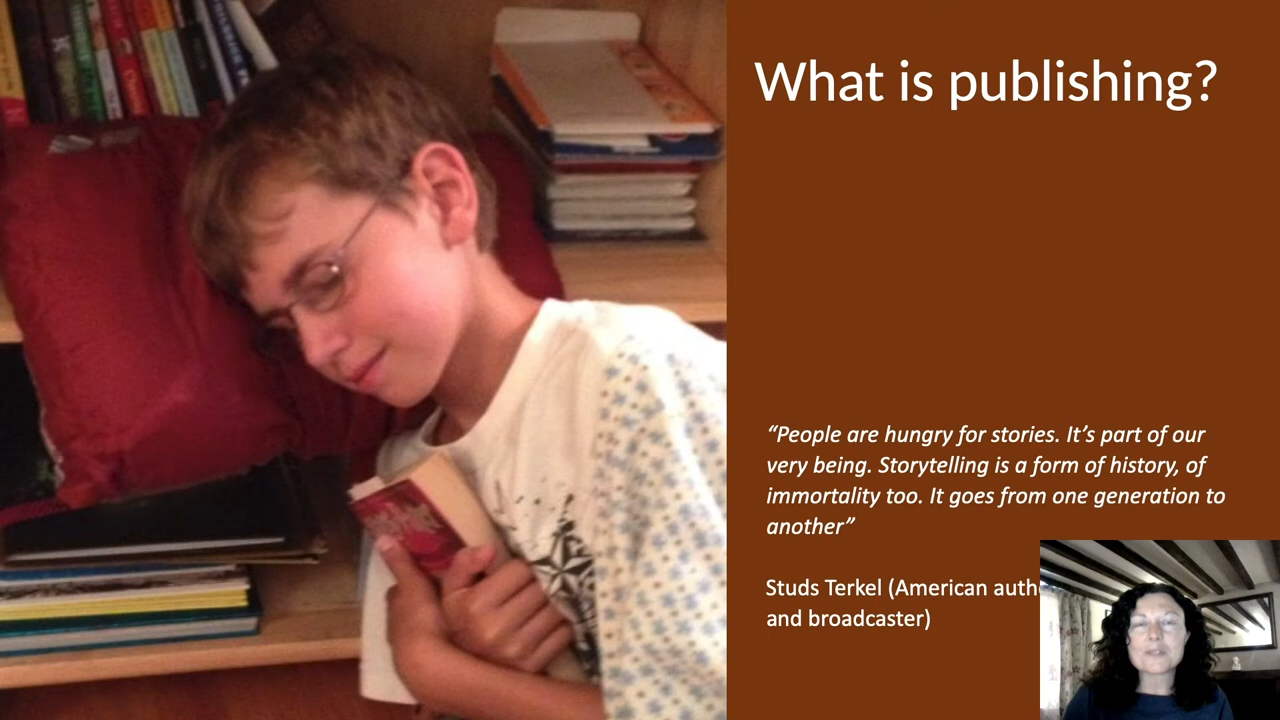 What is publishing?
“People are hungry for stories. It’s part of our
very being. Storytelling is a form of history, of
immortality too. It goes from one generation to
another”
Studs Terkel (American autho
and broadcaster)